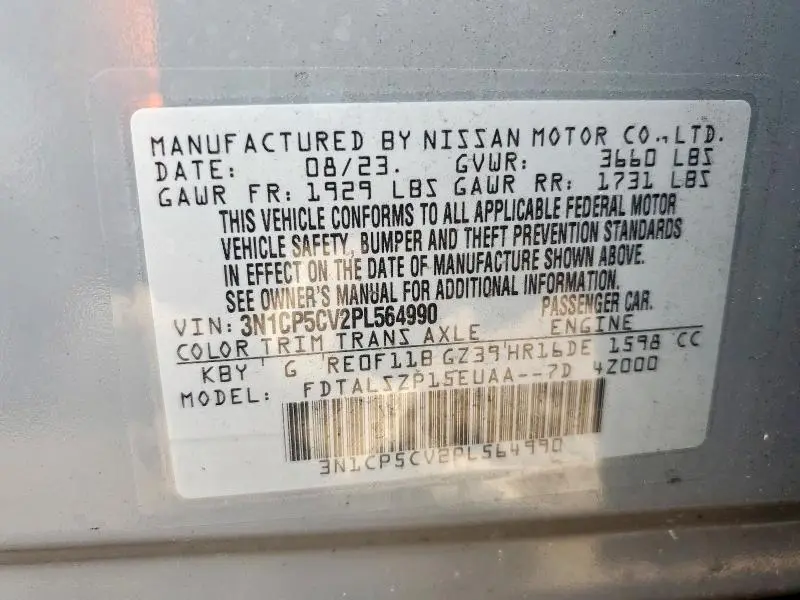 MANUFACTURED BY NISSAN MOTOR CO.,LTD.
DATE: 08/23. GVWR: 3660 LBS
GAWR FR: 1929 LBS GAWR RR: 1731 LBS
THIS VEHICLE CONFORMS TO ALL APPLICABLE FEDERAL MOTOR
VEHICLE SAFETY, BUMPER AND THEFT PREVENTION STANDARDS
IN EFFECT ON THE DATE OF MANUFACTURE SHOWN ABOVE.
SEE OWNER'S MANUAL FOR ADDITIONAL INFORMATION.
VIN: 3N1CP5CV2PL564990 PASSENGER CAR.
COLOR TRIM TRANS AXLE ENGINE
KBY G RE0F11B GZ39 HR16DE 1598 CC
MODEL: FDTALSZP15EUAA--7D 4Z000
3N1CP5CV2PL564990